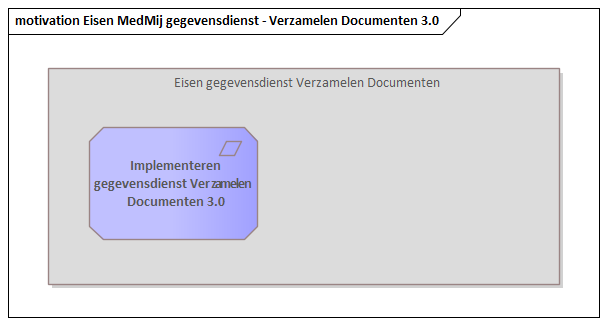 motivation Eisen MedMij gegevensdienst - Verzamelen Documenten 3.0
Eisen gegevensdienst Verzamelen Documenten
Implementeren
gegevensdienst Verzamelen
Documenten 3.0